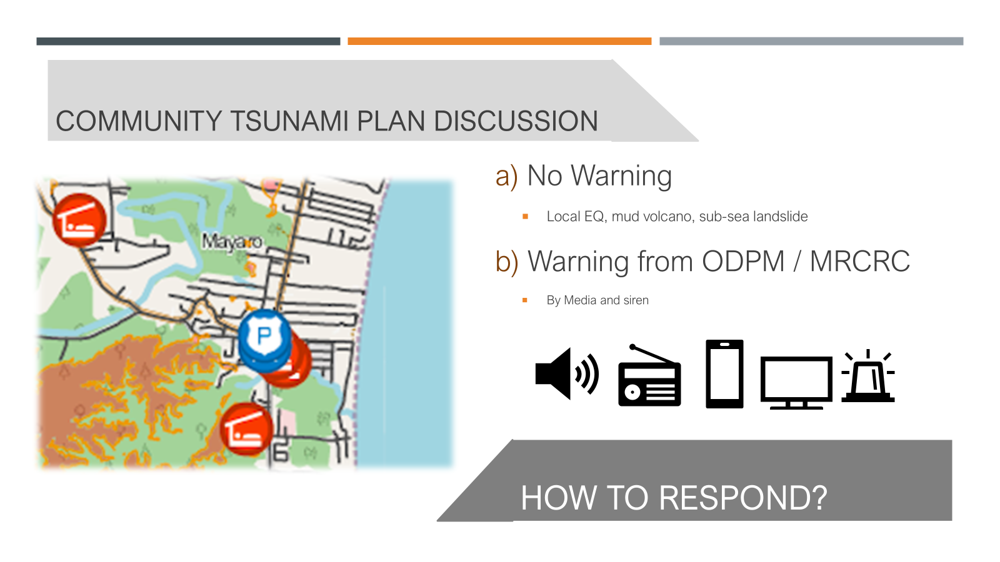 COMMUNITY TSUNAMI PLAN DISCUSSION
a) No Warning
Local EQ, mud volcano, sub-sea landslide
b) Warning from ODPM / MRCRC
By Media and siren
Mayaro
P
HOW TO RESPOND?